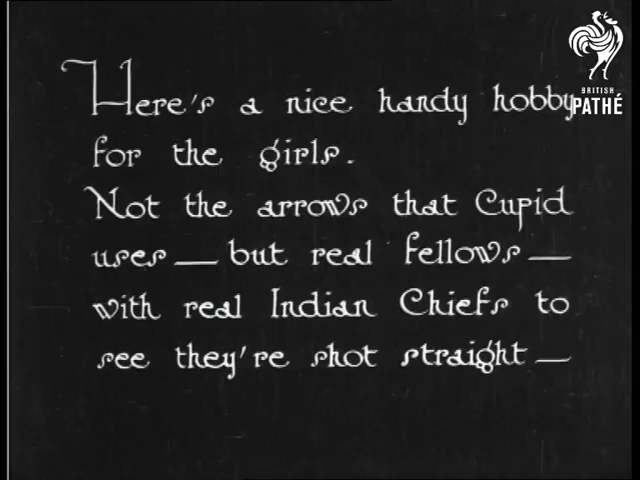 Here's a nice handy hobby
for the girls.
Not the arrows that Cupid
uses — but real fellows —
with real Indian Chiefs to
see they're shot straight —
BRITISH
PATHÉ